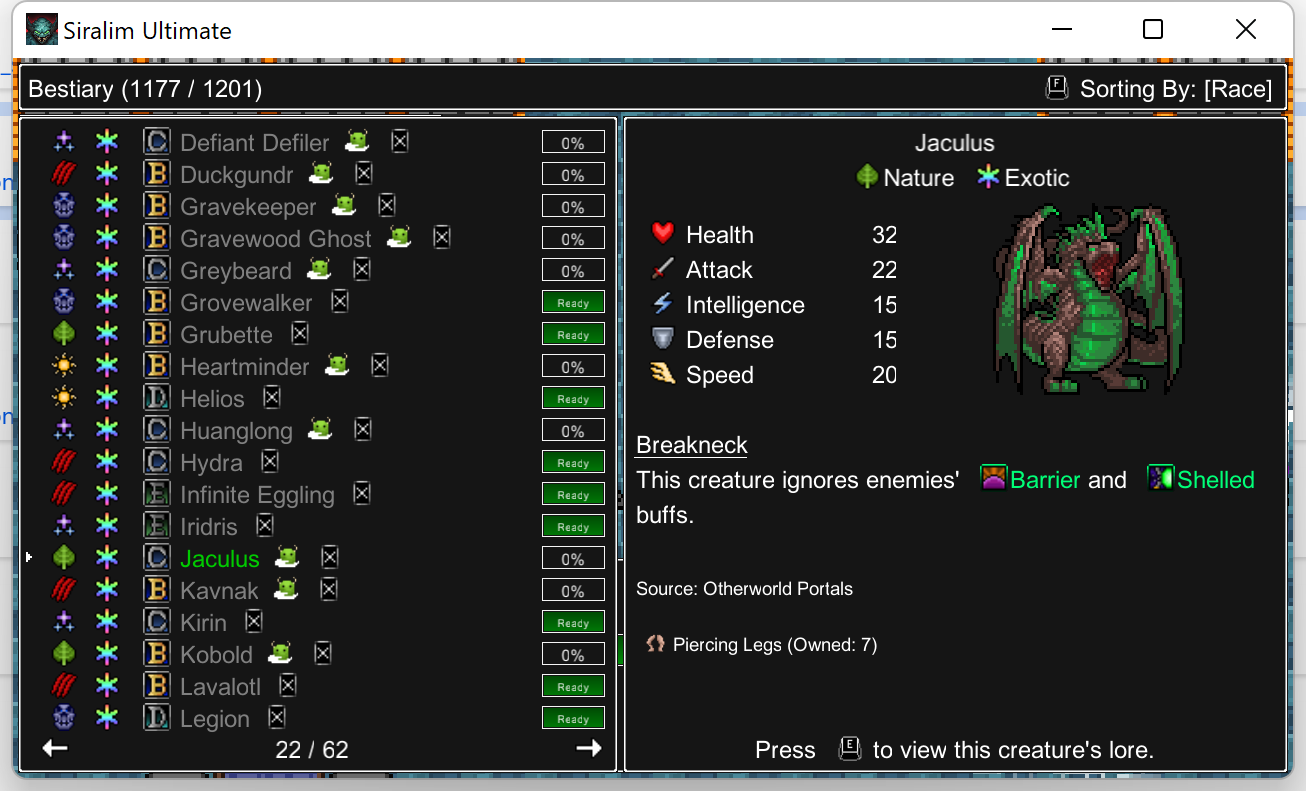 Siralim Ultimate
Bestiary (1177 / 1201)
F Sorting By: [Race]
C Defiant Defiler 0%
B Duckgundr 0%
B Gravekeeper 0%
B Gravewood Ghost 0%
C Greybeard 0%
B Grovewalker Ready
B Grubette Ready
B Heartminder 0%
D Helios Ready
C Huanglong 0%
C Hydra Ready
E Infinite Eggling Ready
E Iridris Ready
C Jaculus 0%
B Kavnak 0%
C Kirin Ready
B Kobold 0%
B Lavalotl Ready
D Legion Ready
22 / 62
Jaculus
Nature Exotic
Health 32
Attack 22
Intelligence 15
Defense 15
Speed 20
Breakneck
This creature ignores enemies' Barrier and Shelled
buffs.
Source: Otherworld Portals
Piercing Legs (Owned: 7)
Press E to view this creature's lore.